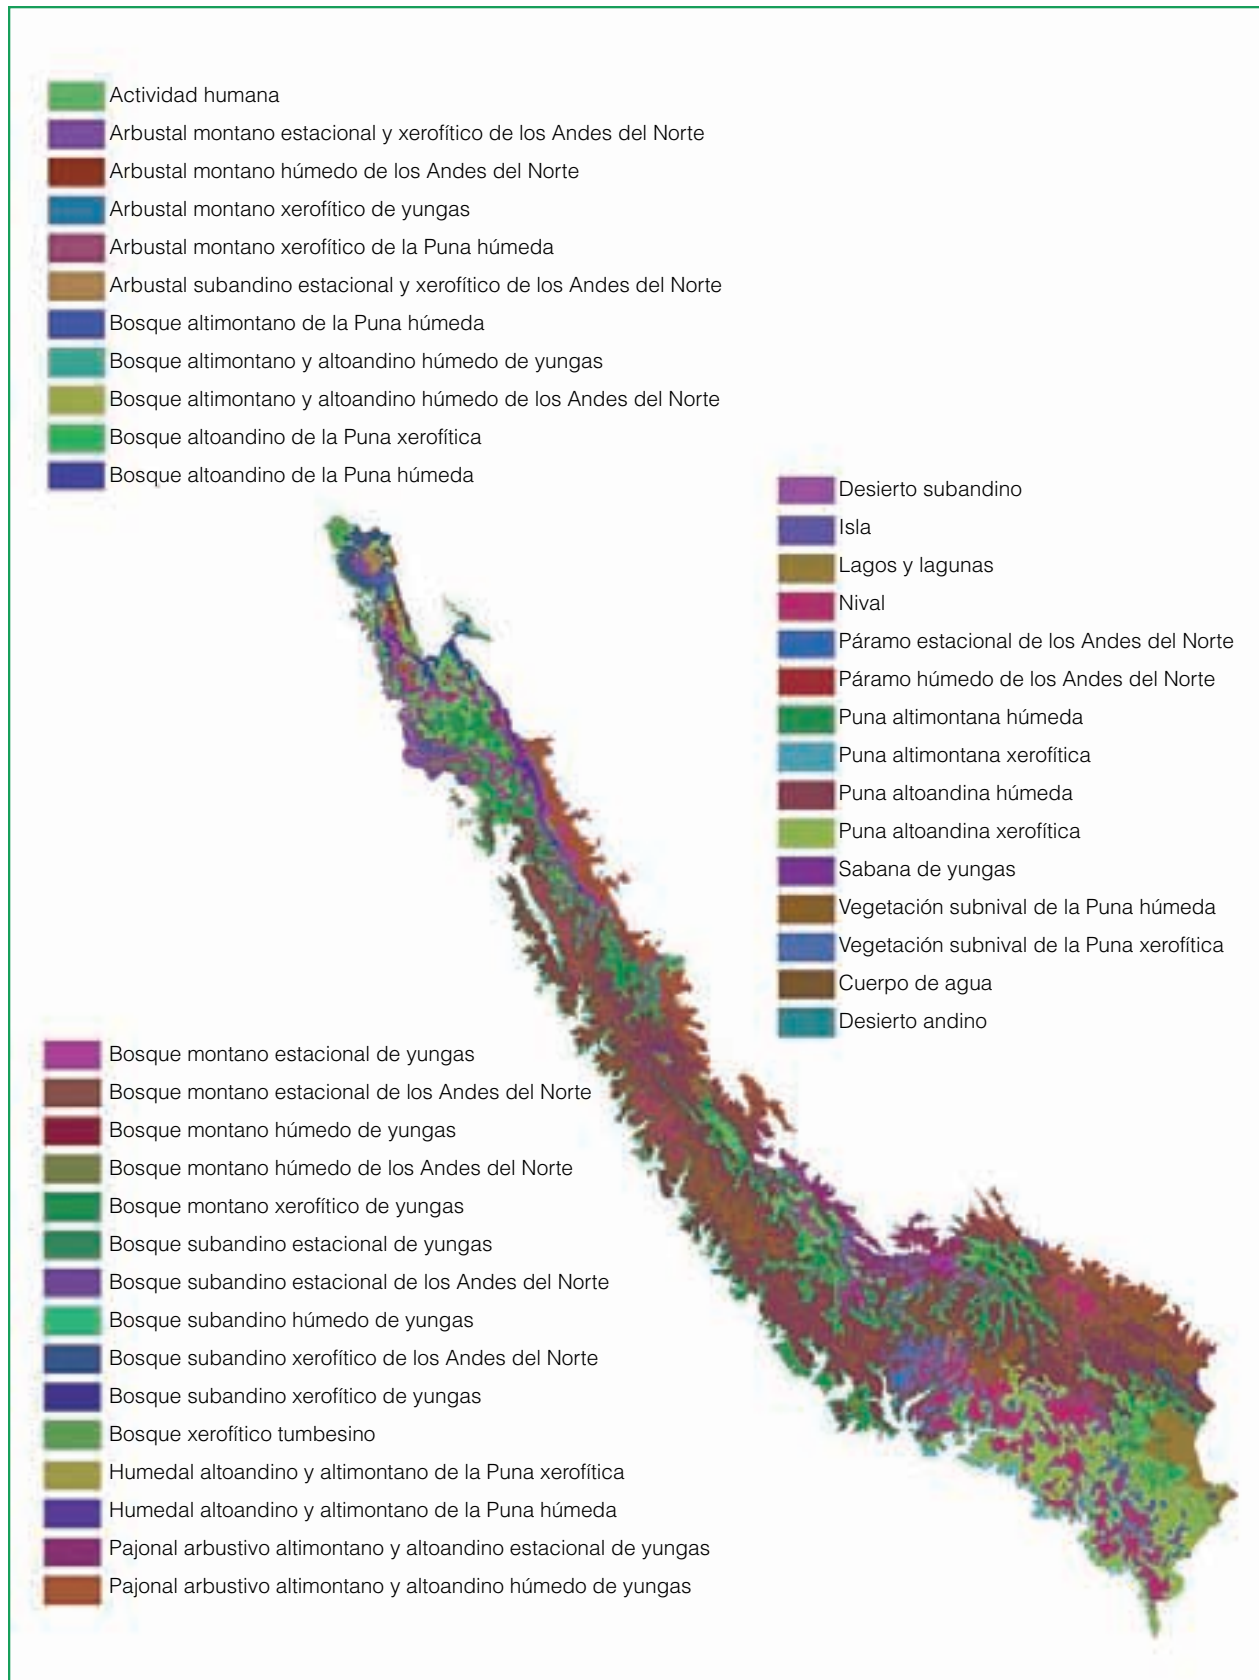 Actividad humana
Arbustal montano estacional y xerofítico de los Andes del Norte
Arbustal montano húmedo de los Andes del Norte
Arbustal montano xerofítico de yungas
Arbustal montano xerofítico de la Puna húmeda
Arbustal subandino estacional y xerofítico de los Andes del Norte
Bosque altimontano de la Puna húmeda
Bosque altimontano y altoandino húmedo de yungas
Bosque altimontano y altoandino húmedo de los Andes del Norte
Bosque altoandino de la Puna xerofítica
Bosque altoandino de la Puna húmeda
Desierto subandino
Isla
Lagos y lagunas
Nival
Páramo estacional de los Andes del Norte
Páramo húmedo de los Andes del Norte
Puna altimontana húmeda
Puna altimontana xerofítica
Puna altoandina húmeda
Puna altoandina xerofítica
Sabana de yungas
Vegetación subnival de la Puna húmeda
Vegetación subnival de la Puna xerofítica
Cuerpo de agua
Desierto andino
Bosque montano estacional de yungas
Bosque montano estacional de los Andes del Norte
Bosque montano húmedo de yungas
Bosque montano húmedo de los Andes del Norte
Bosque montano xerofítico de yungas
Bosque subandino estacional de yungas
Bosque subandino estacional de los Andes del Norte
Bosque subandino húmedo de yungas
Bosque subandino xerofítico de los Andes del Norte
Bosque subandino xerofítico de yungas
Bosque xerofítico tumbesino
Humedal altoandino y altimontano de la Puna xerofítica
Humedal altoandino y altimontano de la Puna húmeda
Pajonal arbustivo altimontano y altoandino estacional de yungas
Pajonal arbustivo altimontano y altoandino húmedo de yungas